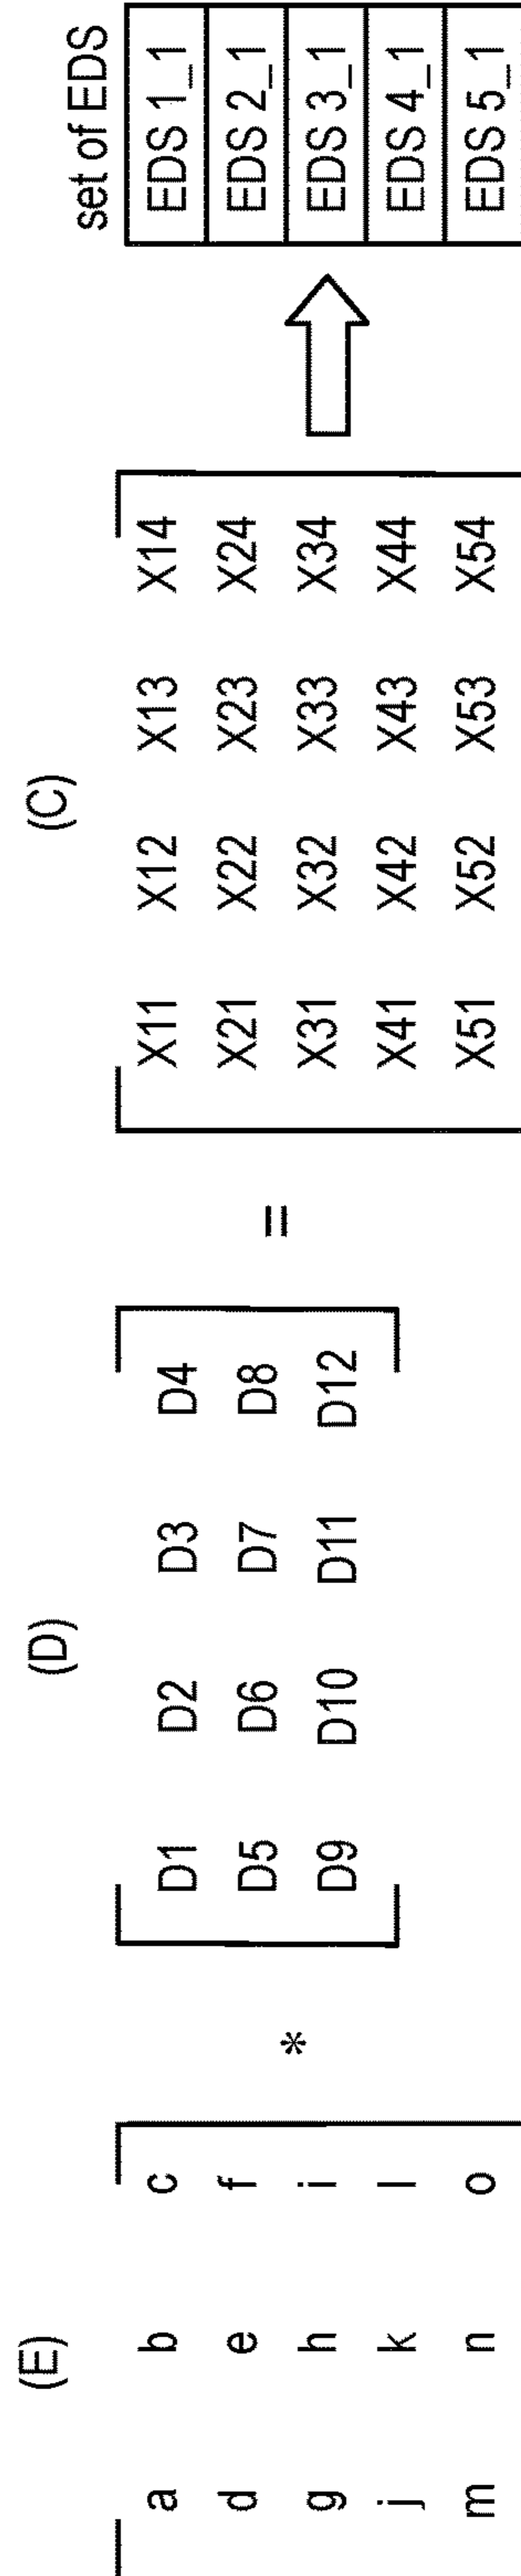 (E) (D) (C) set of EDS
a b c D1 D2 D3 D4 X11 X12 X13 X14 EDS 1_1
d e f D5 D6 D7 D8 X21 X22 X23 X24 EDS 2_1
g h i * D9 D10 D11 D12 = X31 X32 X33 X34 EDS 3_1
j k l X41 X42 X43 X44 EDS 4_1
m n o X51 X52 X53 X54 EDS 5_1